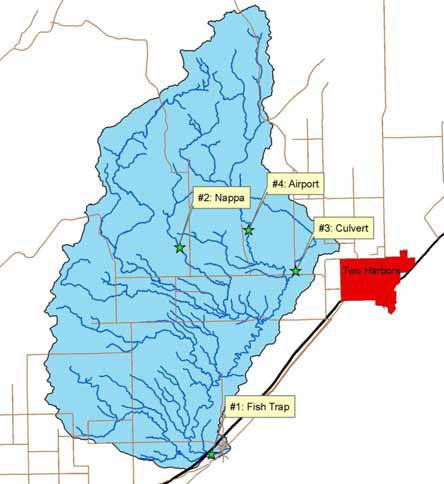 #4: Airport
#2: Nappa
#3: Culvert
Two Harbors
#1: Fish Trap